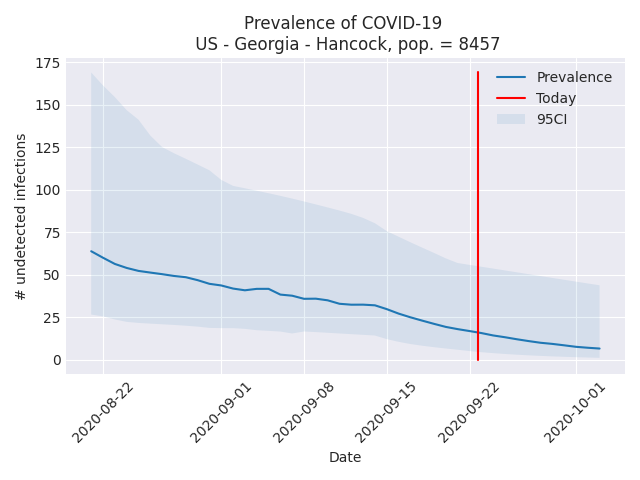 Prevalence of COVID-19
US - Georgia - Hancock, pop. = 8457
175
150
125
100
75
50
25
0
# undetected infections
Prevalence
Today
95CI
2020-08-22
2020-09-01
2020-09-08
2020-09-15
2020-09-22
2020-10-01
Date